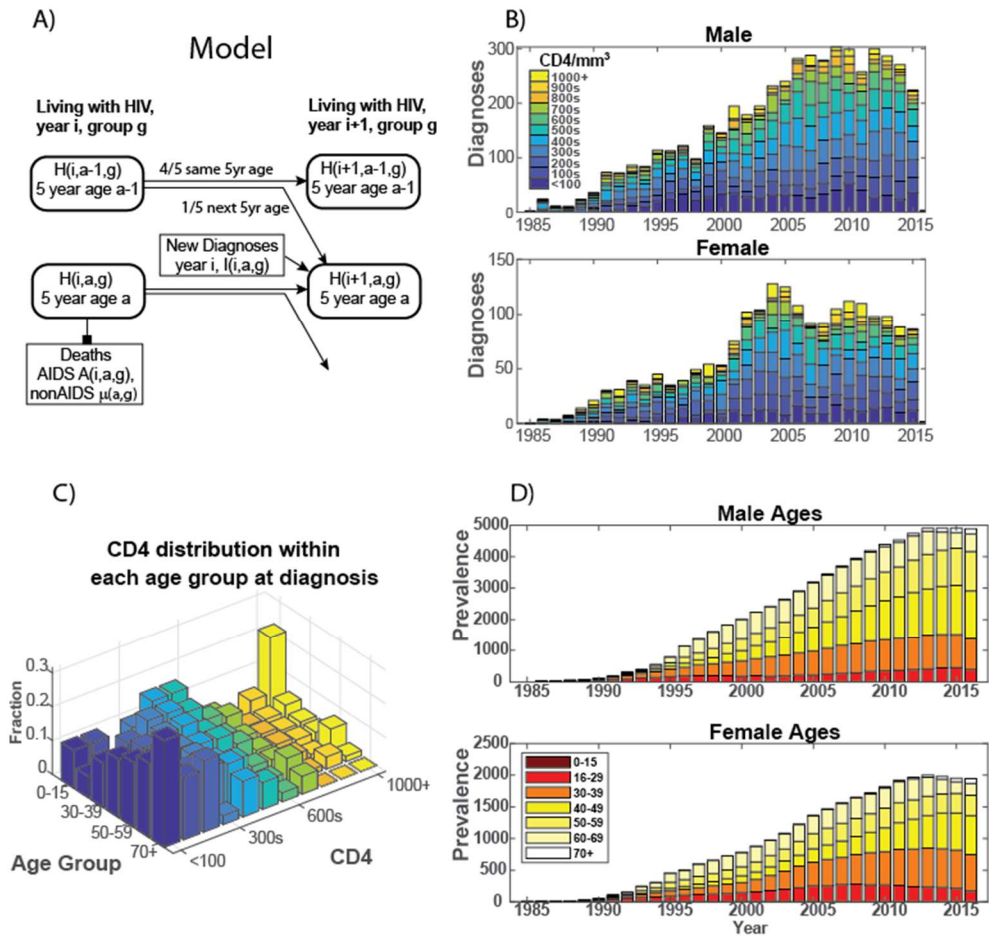 A)
Model
Living with HIV,
year i, group g
Living with HIV,
year i+1, group g
H(i,a-1,g)
5 year age a-1
4/5 same 5yr age
H(i+1,a-1,g)
5 year age a-1
1/5 next 5yr age
New Diagnoses
year i, I(i,a,g)
H(i,a,g)
5 year age a
H(i+1,a,g)
5 year age a
Deaths
AIDS A(i,a,g),
nonAIDS μ(a,g)
B)
Male
Diagnoses
300
200
100
0
CD4/mm³
1000+
900s
800s
700s
600s
500s
400s
300s
200s
100s
<100
1985 1990 1995 2000 2005 2010 2015
Female
Diagnoses
150
100
50
0
1985 1990 1995 2000 2005 2010 2015
C)
CD4 distribution within
each age group at diagnosis
Fraction
0.3
0.2
0.1
0
0-15
30-39
50-59
70+
Age Group
<100
300s
600s
1000+
CD4
D)
Male Ages
Prevalence
5000
4000
3000
2000
1000
0
1985 1990 1995 2000 2005 2010 2015
Female Ages
Prevalence
2500
2000
1500
1000
500
0
0-15
16-29
30-39
40-49
50-59
60-69
70+
1985 1990 1995 2000 2005 2010 2015
Year